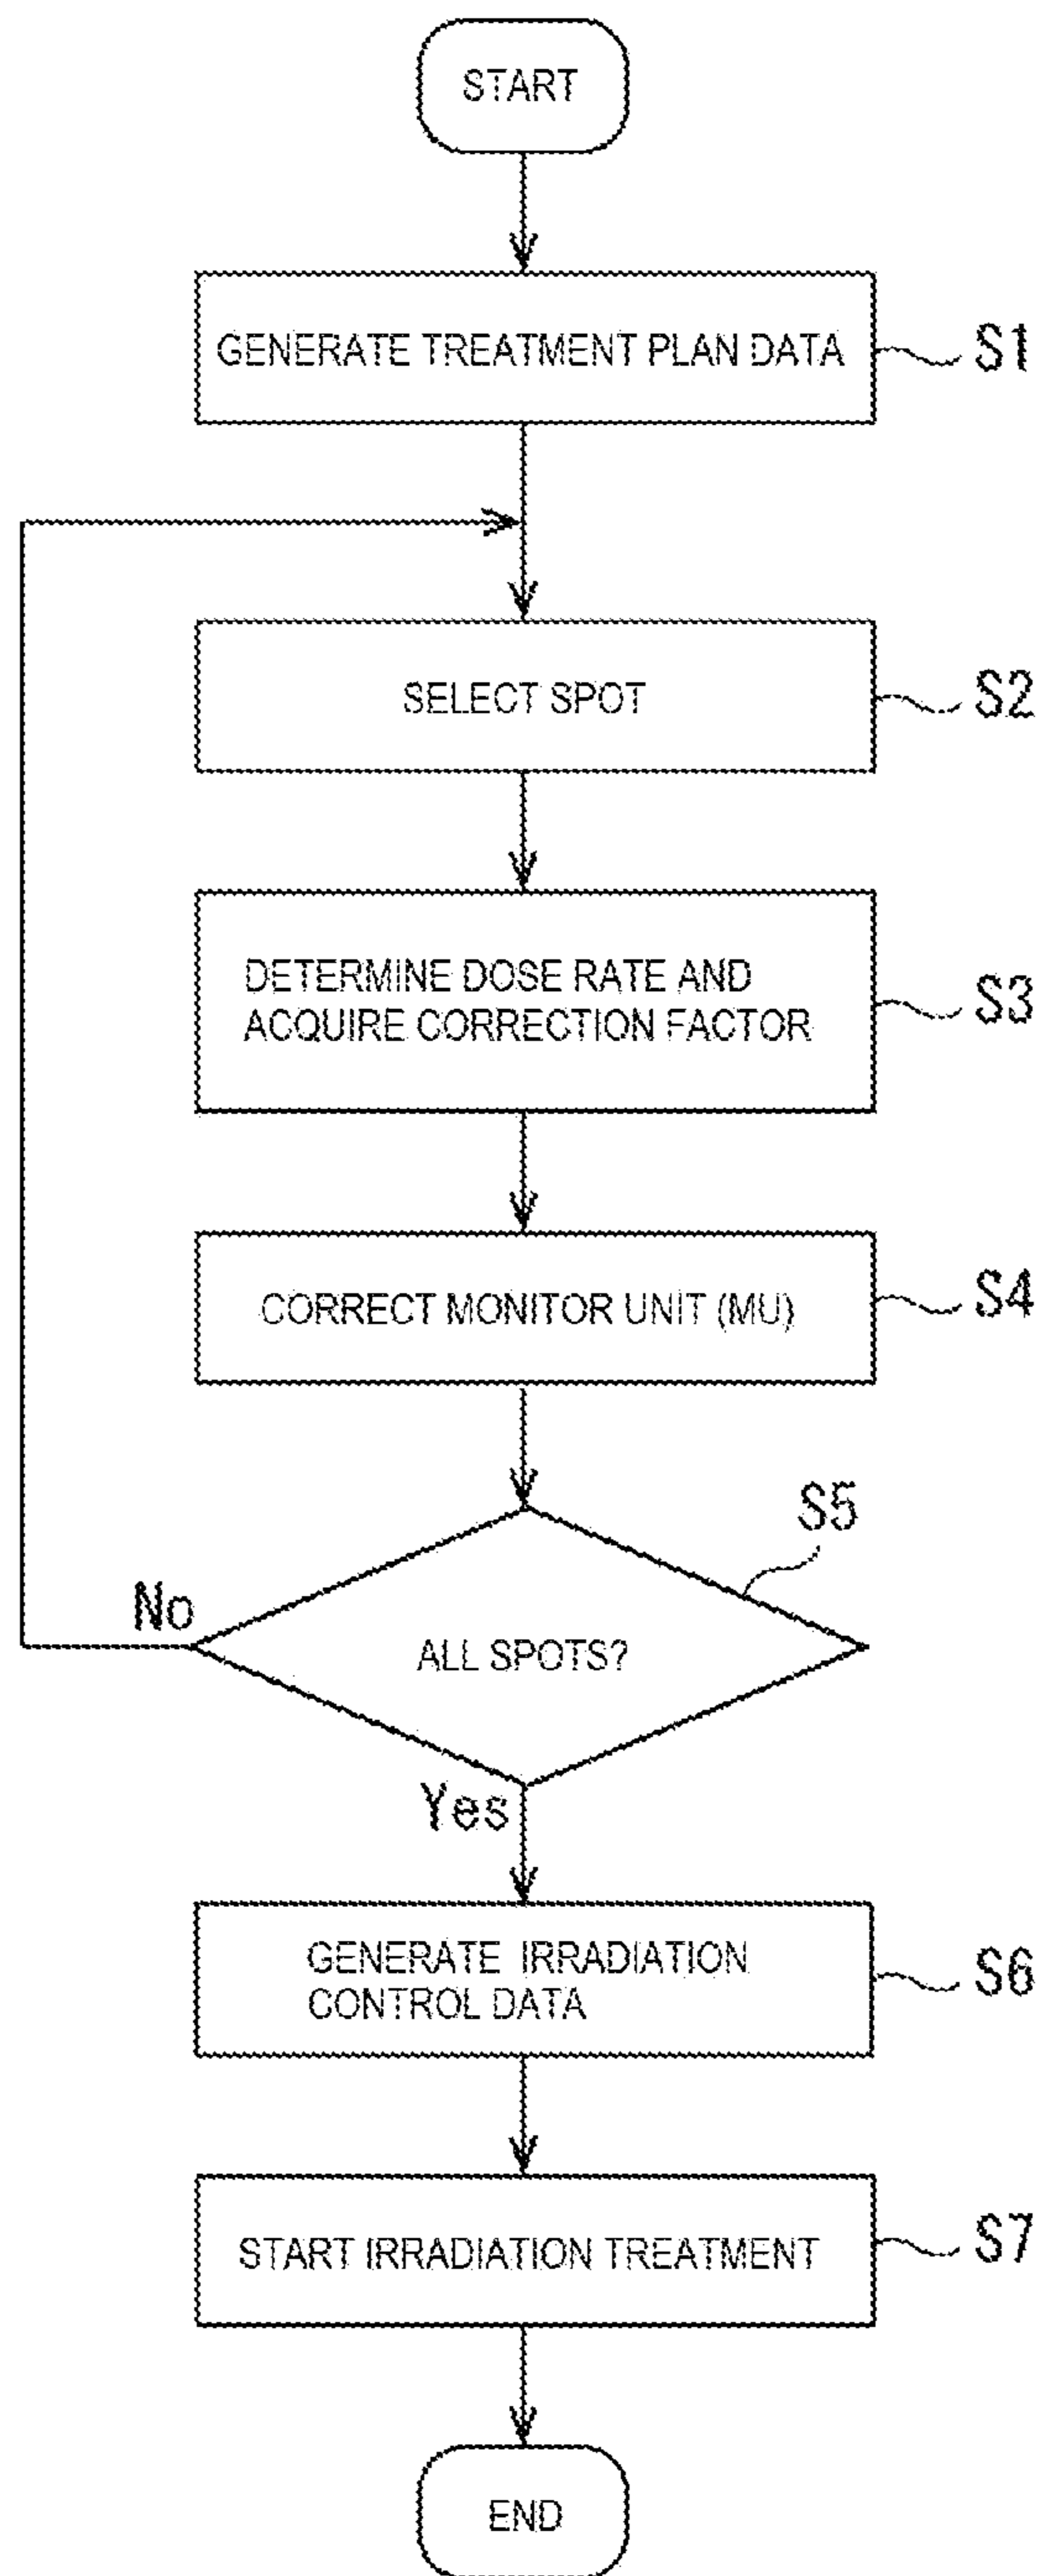 START
GENERATE TREATMENT PLAN DATA
S1
SELECT SPOT
S2
DETERMINE DOSE RATE AND
ACQUIRE CORRECTION FACTOR
S3
CORRECT MONITOR UNIT (MU)
S4
S5
No
ALL SPOTS?
Yes
GENERATE IRRADIATION
CONTROL DATA
S6
START IRRADIATION TREATMENT
S7
END